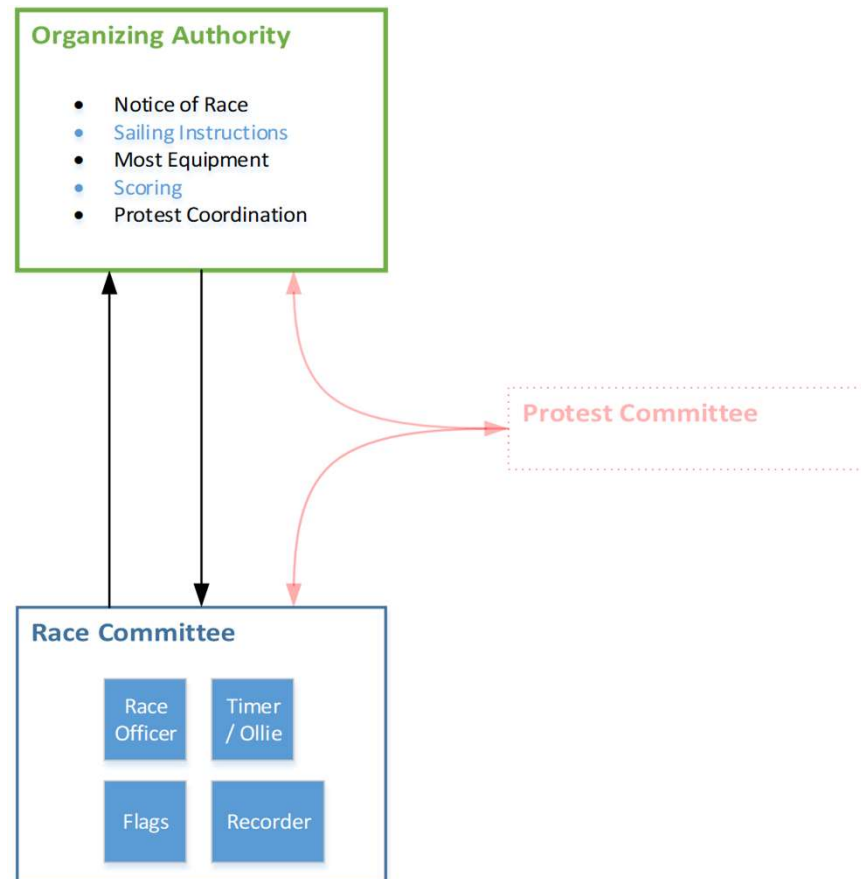 Organizing Authority
• Notice of Race
• Sailing Instructions
• Most Equipment
• Scoring
• Protest Coordination
Protest Committee
Race Committee
Race
Officer
Timer
/ Ollie
Flags
Recorder